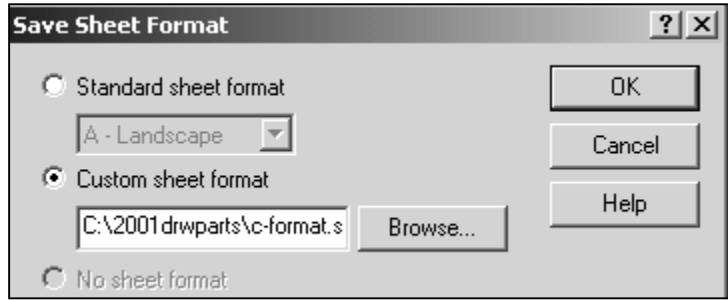 Save Sheet Format
Standard sheet format
OK
A - Landscape
Cancel
Custom sheet format
Help
C:\2001drwparts\c-format.s
Browse...
No sheet format